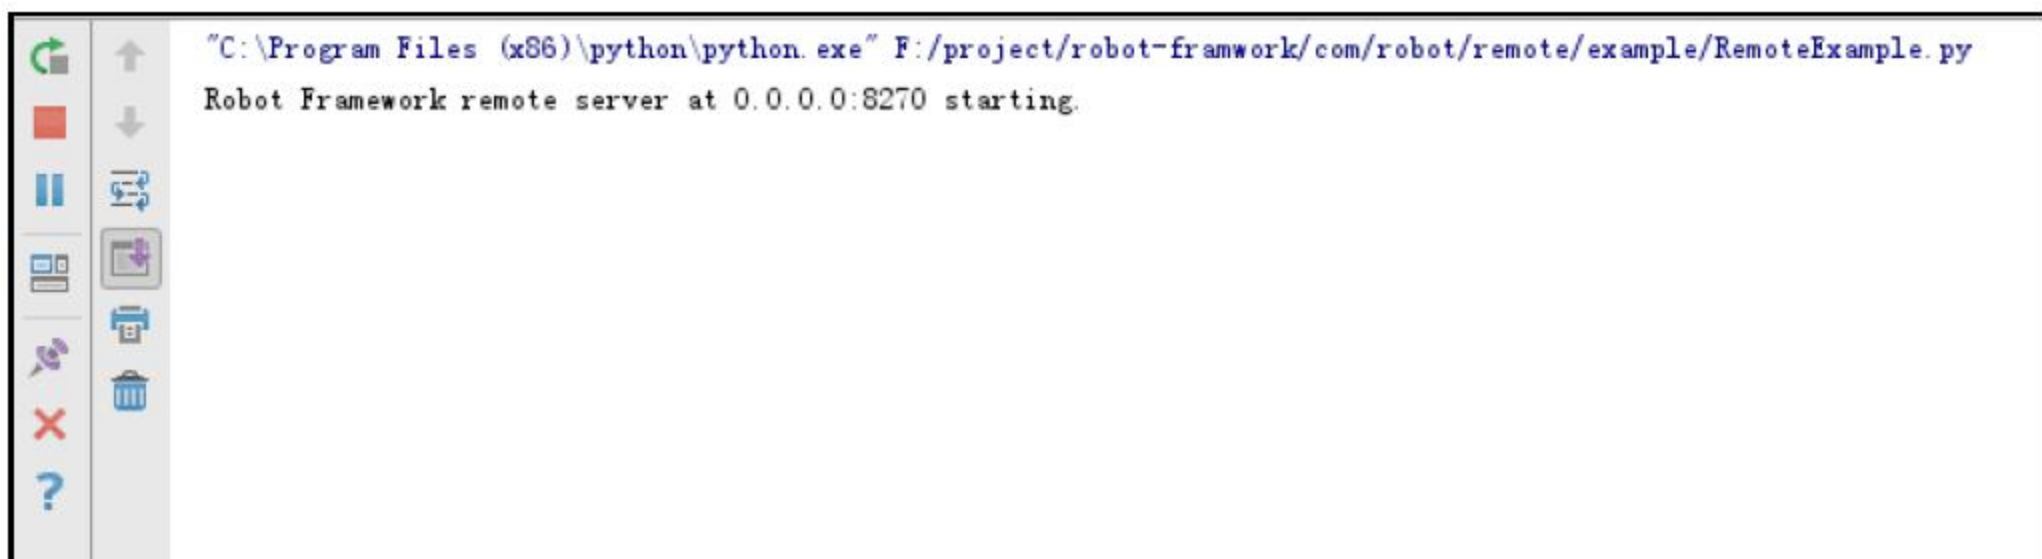 "C:\Program Files (x86)\python\python.exe" F:/project/robot-framwork/com/robot/remote/example/RemoteExample.py
Robot Framework remote server at 0.0.0.0:8270 starting.